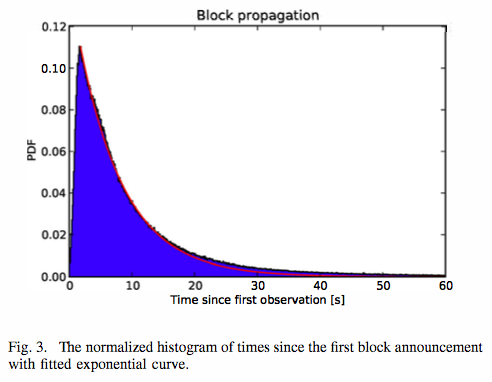 Block propagation
0.12
0.10
0.08
0.06
0.04
0.02
0.00
PDF
0 10 20 30 40 50 60
Time since first observation [s]
Fig. 3. The normalized histogram of times since the first block announcement
with fitted exponential curve.